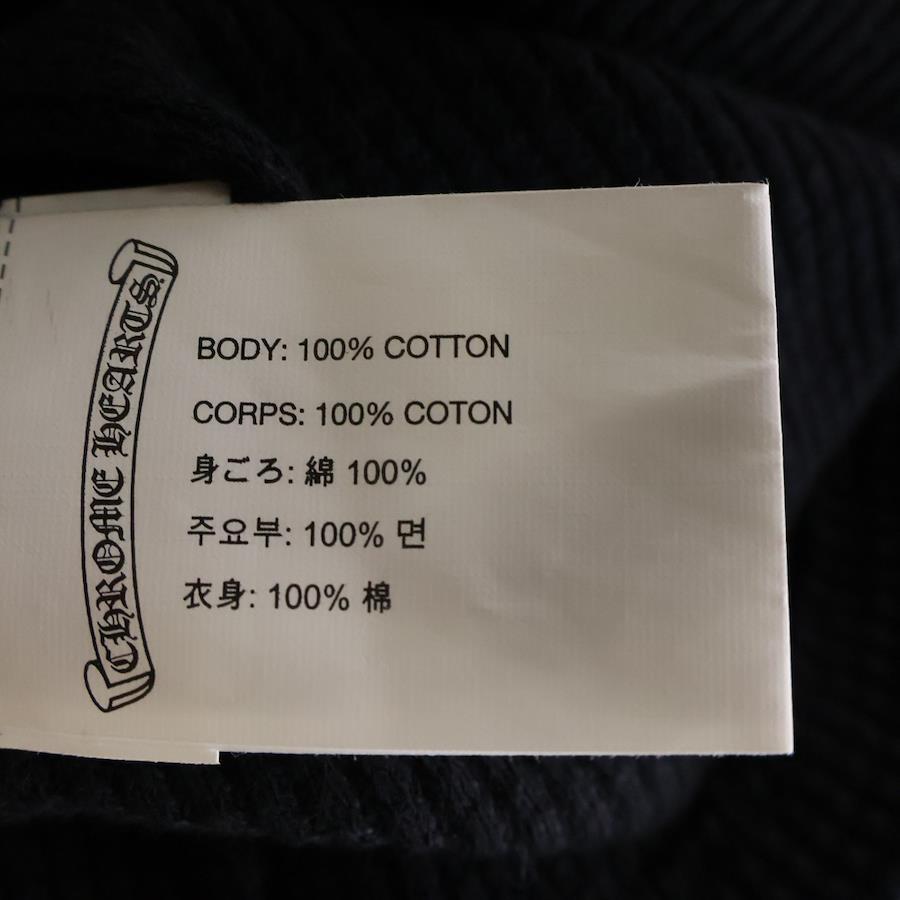 CHROME HEARTS
BODY: 100% COTTON
CORPS: 100% COTON
身ごろ: 綿 100%
주요부: 100% 면
衣身: 100% 棉